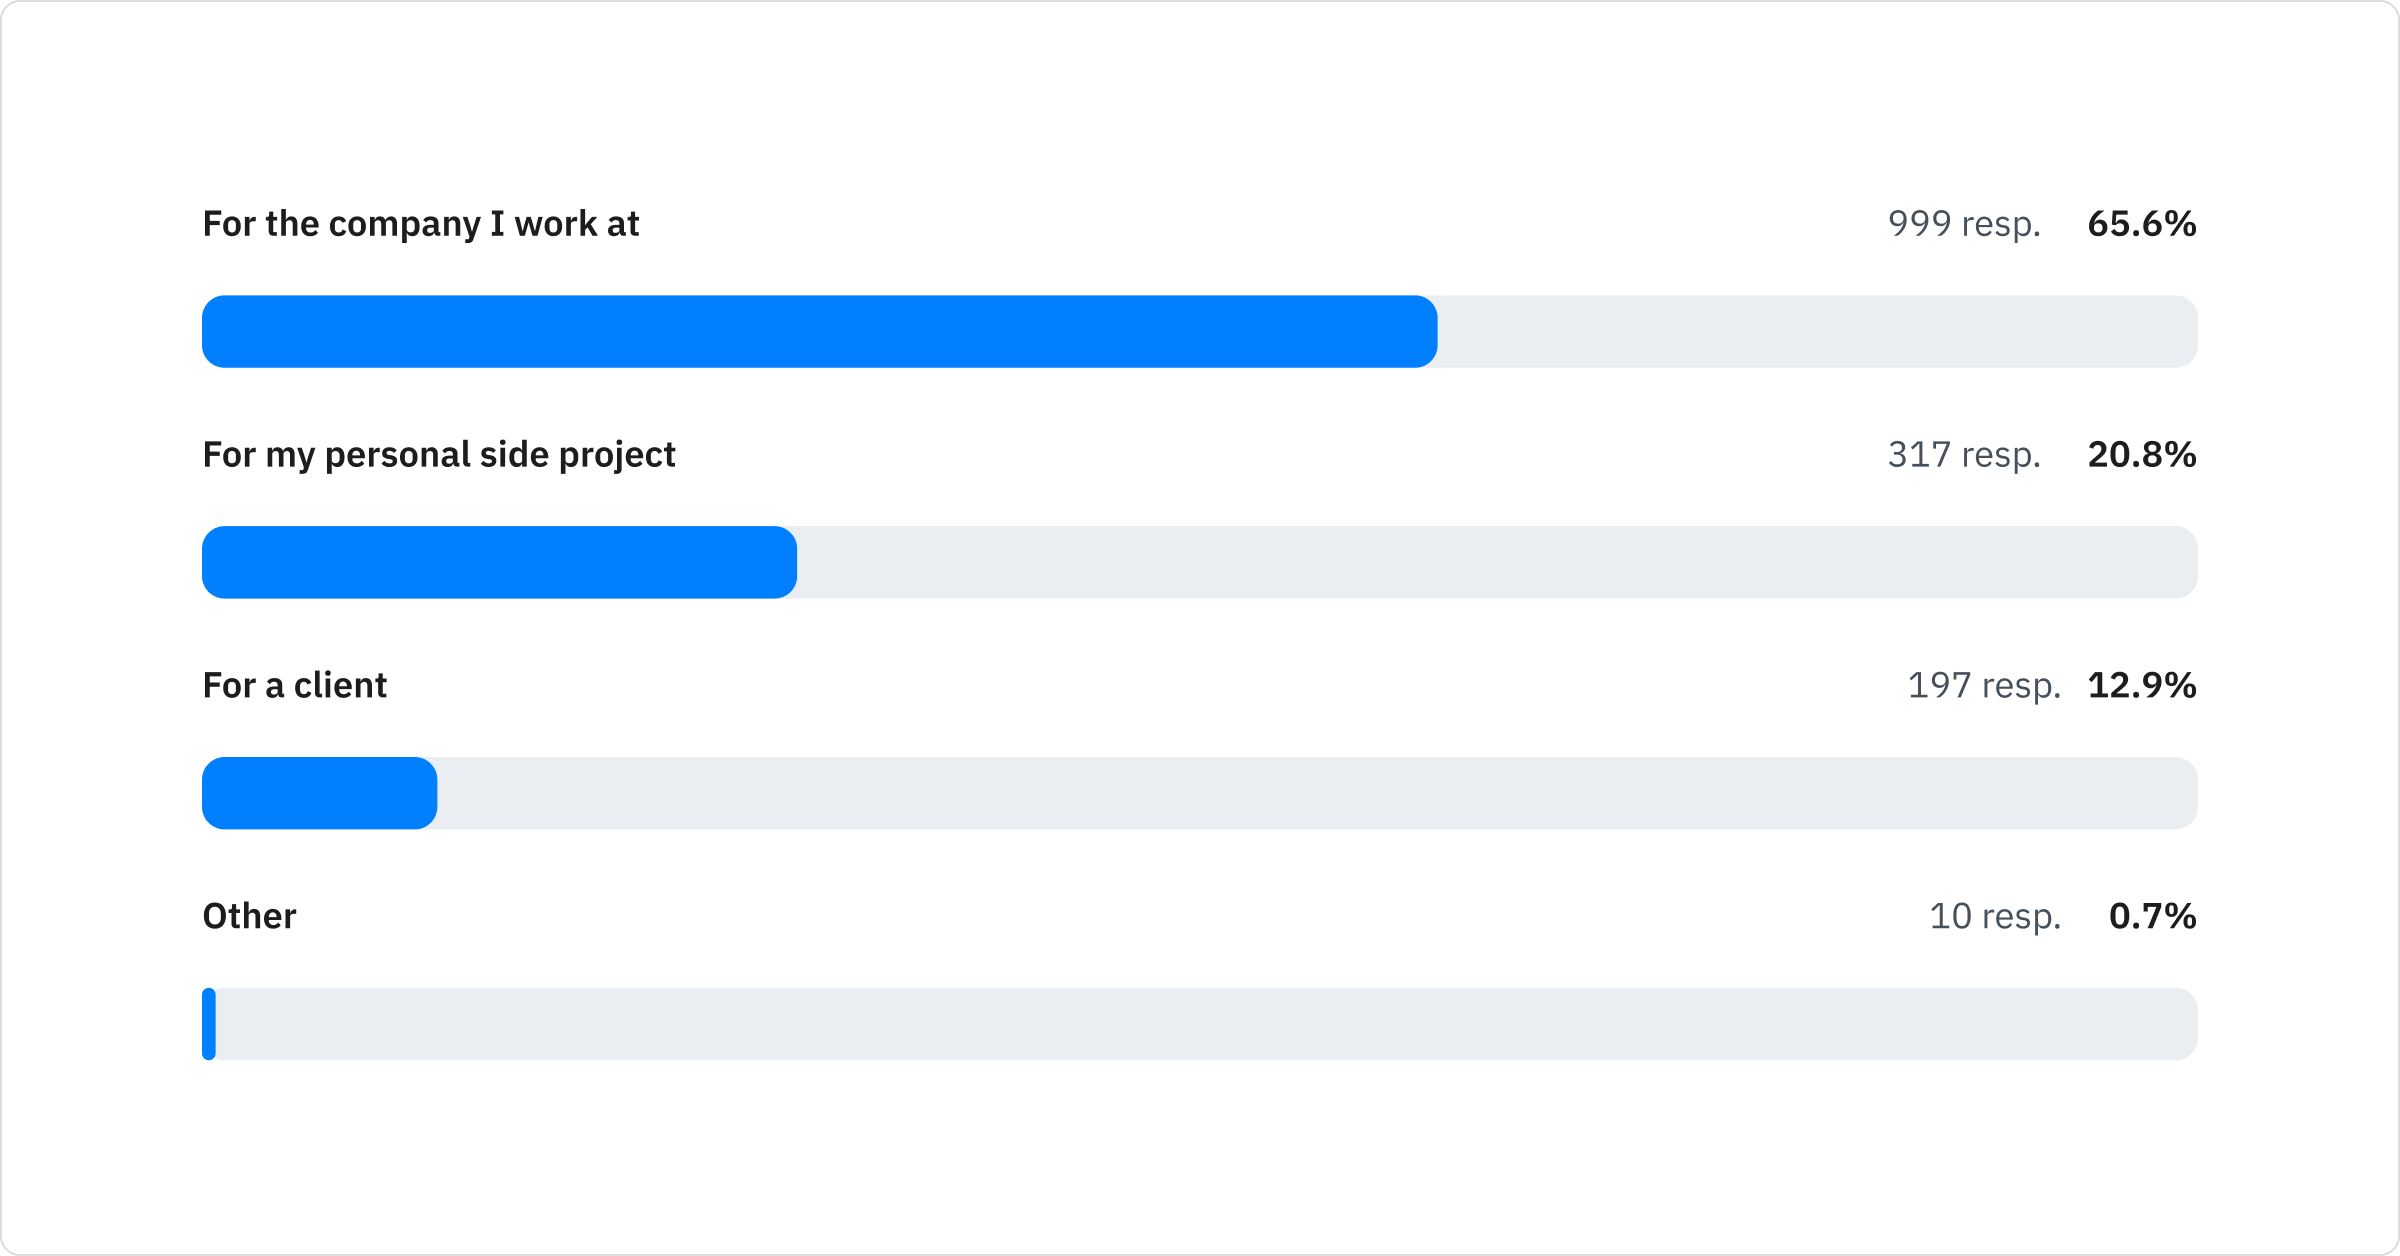 For the company I work at 999 resp. 65.6%
For my personal side project 317 resp. 20.8%
For a client 197 resp. 12.9%
Other 10 resp. 0.7%